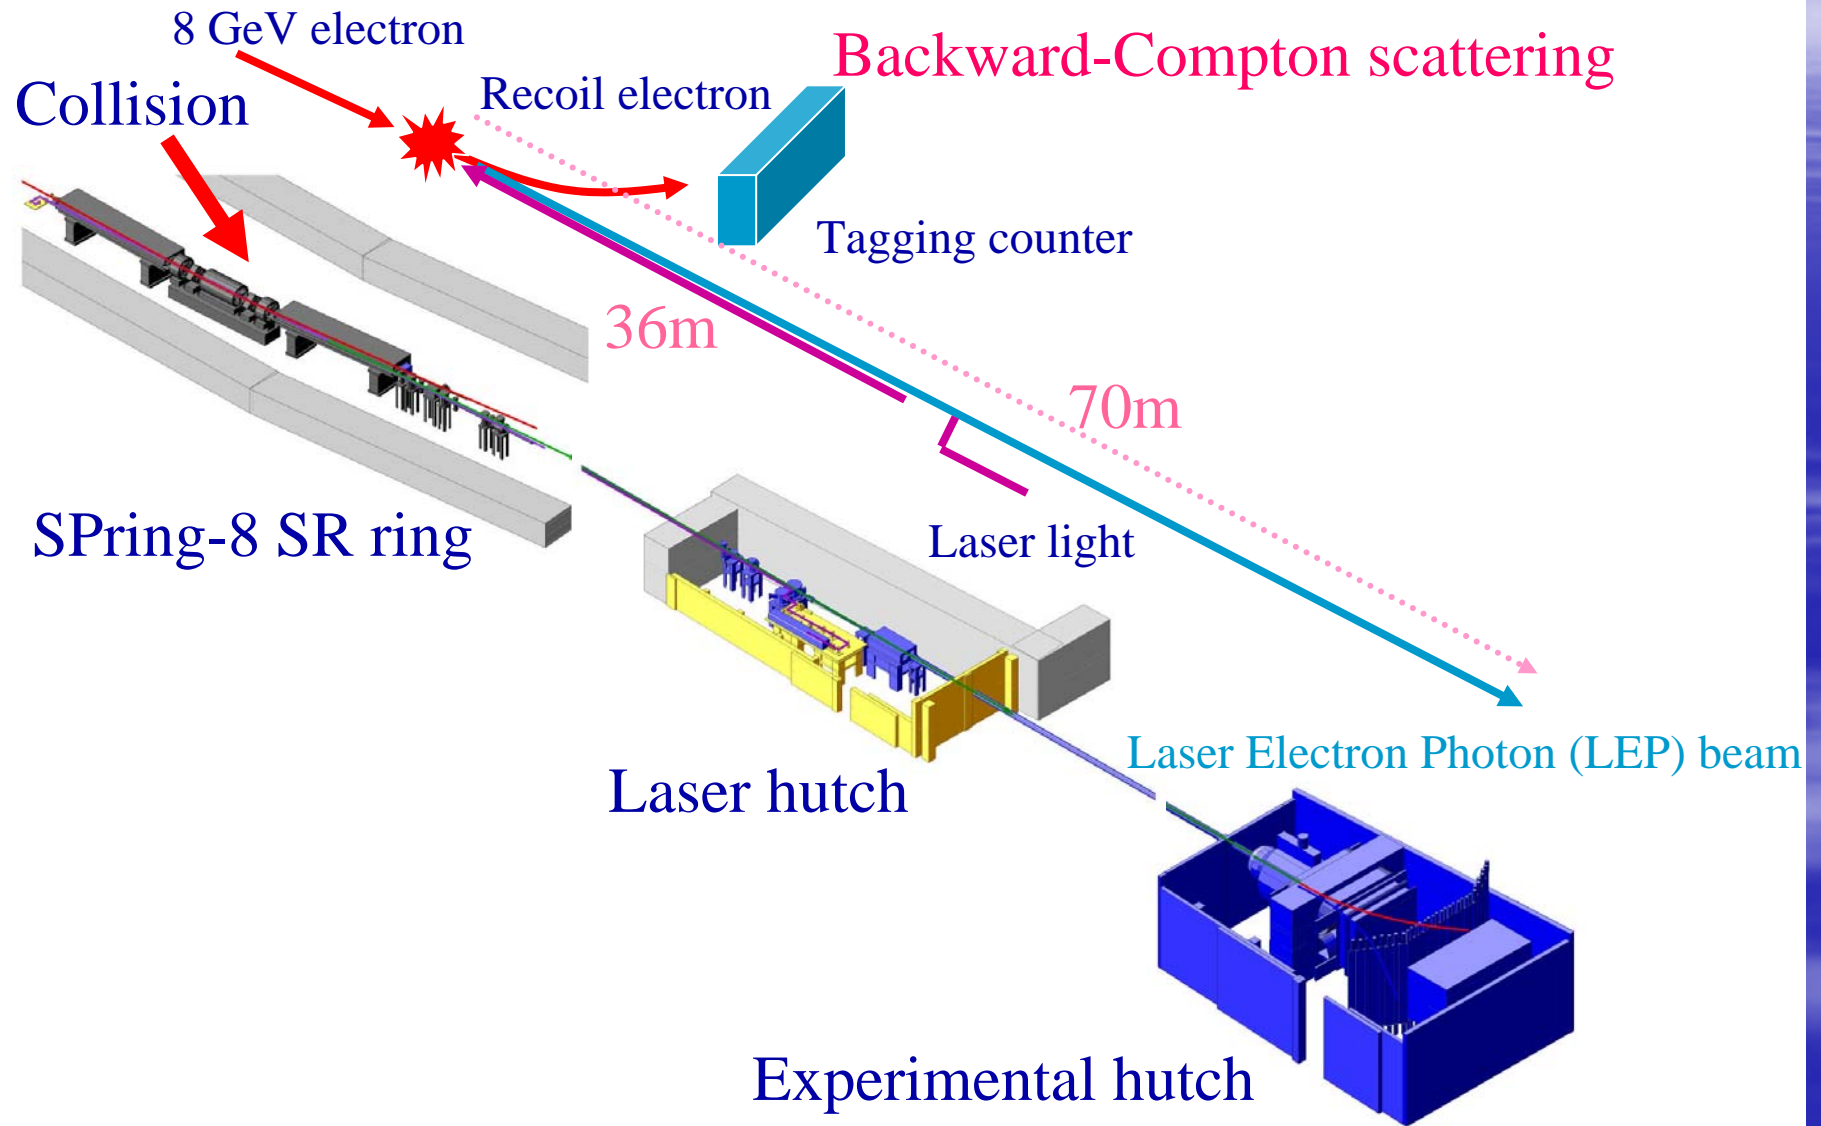 8 GeV electron
Backward-Compton scattering
Collision
Recoil electron
Tagging counter
36m
70m
SPring-8 SR ring
Laser light
Laser Electron Photon (LEP) beam
Laser hutch
Experimental hutch